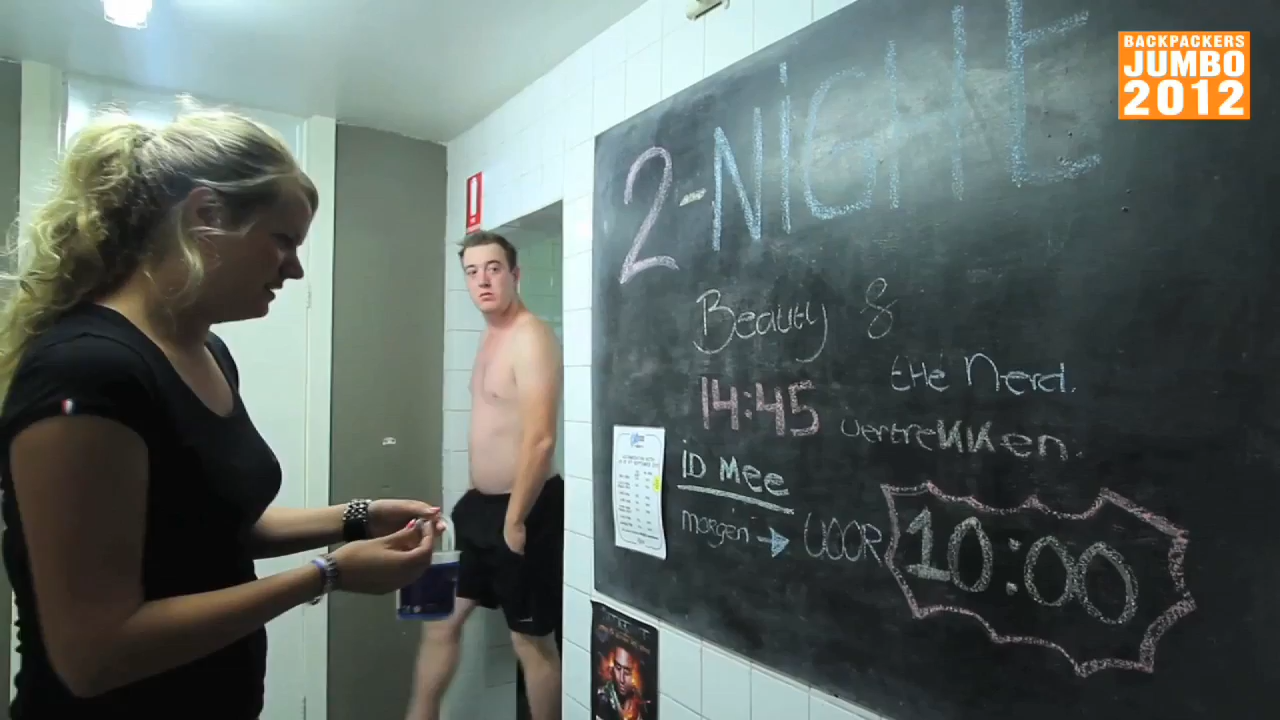 BACKPACKERS
JUMBO
2012
2-NIGHT
Beauty &
the Nerd.
14:45 vertrekken.
iD Mee
morgen → VOOR 10:00